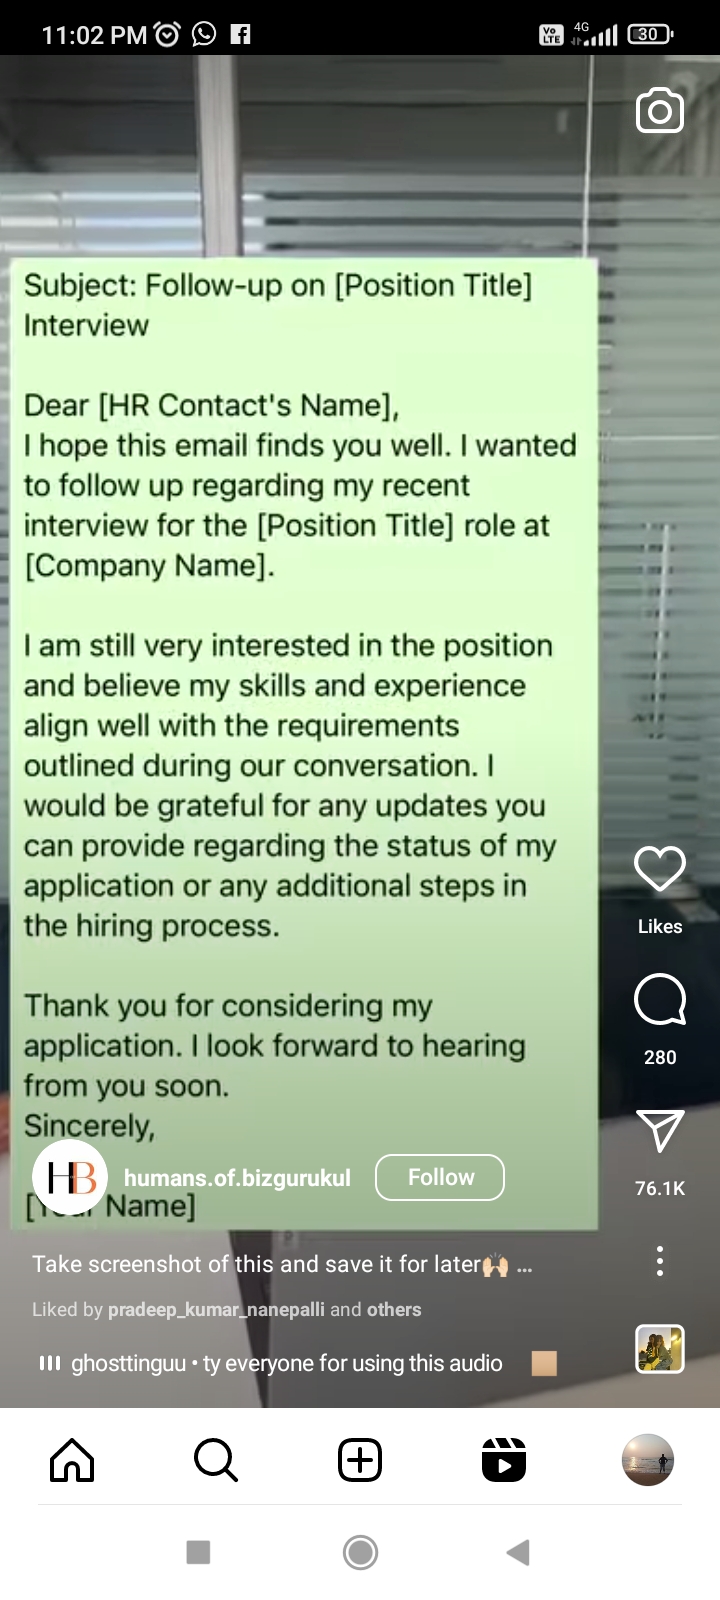 11:02 PM
Vo LTE 4G 30
Subject: Follow-up on [Position Title]
Interview
Dear [HR Contact's Name],
I hope this email finds you well. I wanted
to follow up regarding my recent
interview for the [Position Title] role at
[Company Name].
I am still very interested in the position
and believe my skills and experience
align well with the requirements
outlined during our conversation. I
would be grateful for any updates you
can provide regarding the status of my
application or any additional steps in
the hiring process.
Thank you for considering my
application. I look forward to hearing
from you soon.
Sincerely,
Name]
HB humans.of.bizgurukul Follow
Likes
280
76.1K
Take screenshot of this and save it for later🙌🏻 ...
Liked by pradeep_kumar_nanepalli and others
ghosttinguu • ty everyone for using this audio